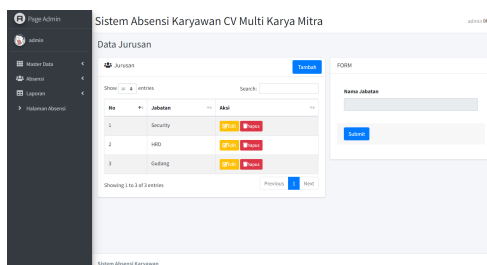 Page Admin
Sistem Absensi Karyawan CV Multi Karya Mitra
admin
admin
Data Jurusan
Master Data
Absensi
Laporan
Halaman Absensi
Jurusan
Tambah
Show entries
Search:
No Jabatan Aksi
1 Security Edit Hapus
2 HRD Edit Hapus
3 Gudang Edit Hapus
Showing 1 to 3 of 3 entries
Previous 1 Next
FORM
Nama Jabatan
Submit
Sistem Absensi Karyawan